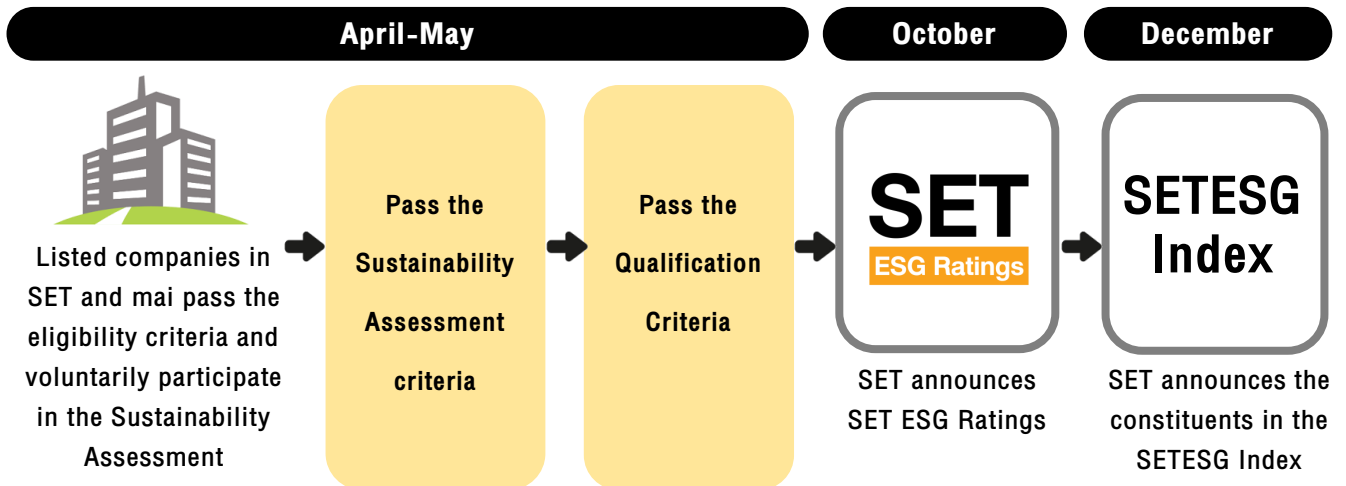 April-May
October
December
Listed companies in
SET and mai pass the
eligibility criteria and
voluntarily participate
in the Sustainability
Assessment
Pass the
Sustainability
Assessment
criteria
Pass the
Qualification
Criteria
SET
ESG Ratings
SET announces
SET ESG Ratings
SETESG
Index
SET announces the
constituents in the
SETESG Index